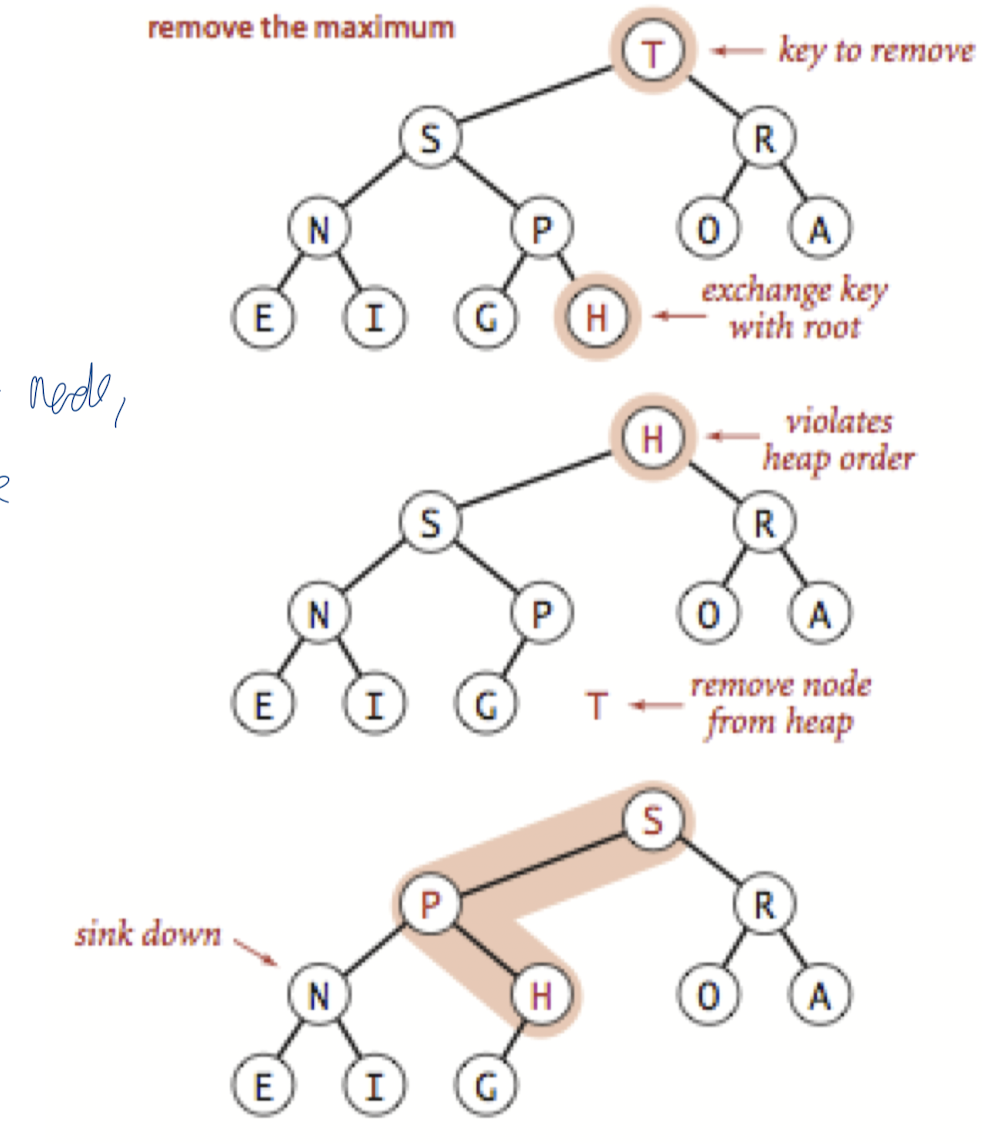 remove the maximum
T
key to remove
S
R
N
P
O
A
E
I
G
H
exchange key
with root
node,
H
violates
heap order
S
R
N
P
O
A
E
I
G
T
remove node
from heap
S
P
R
sink down
N
H
O
A
E
I
G